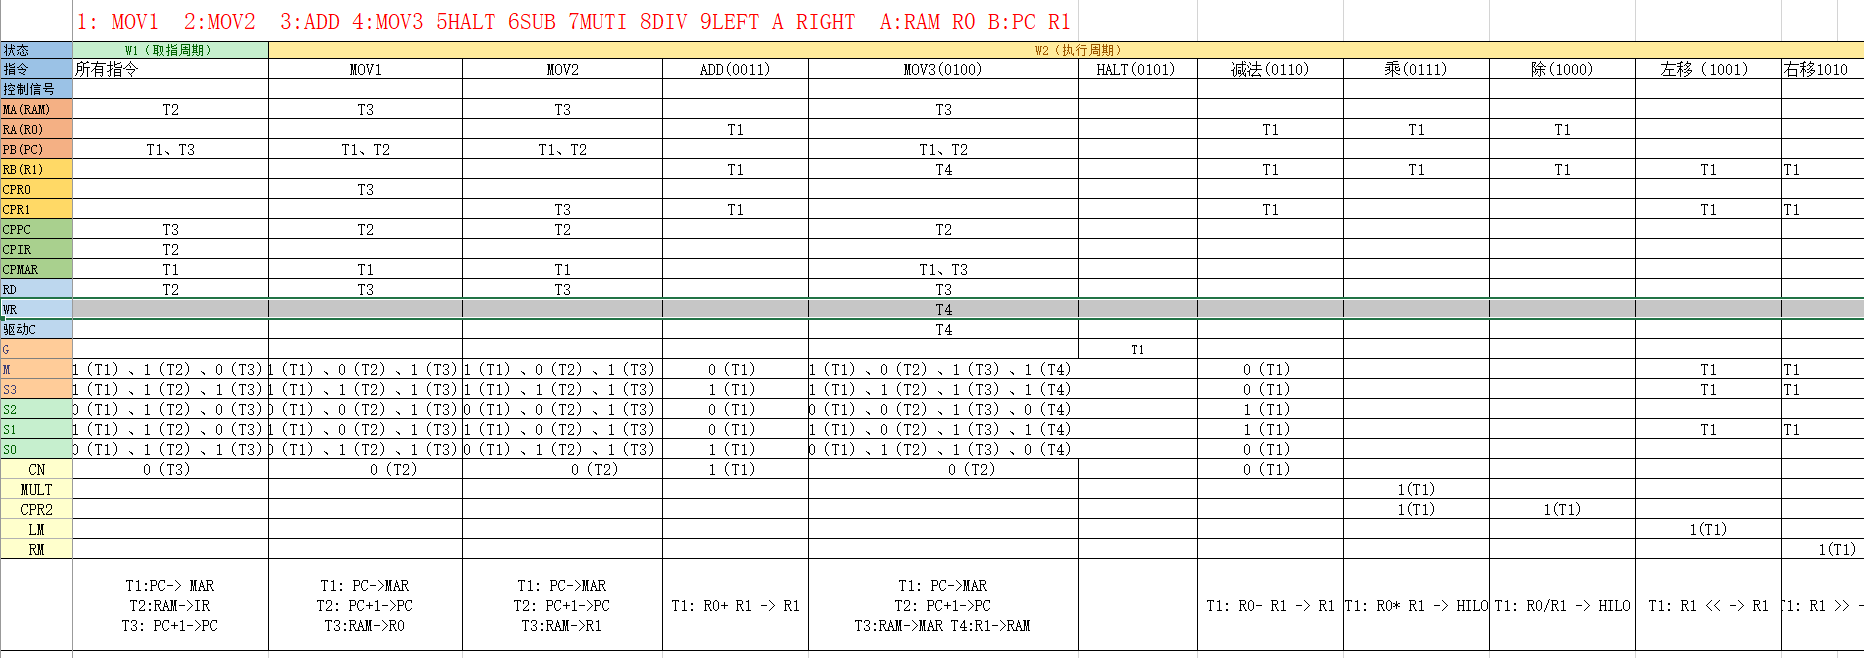 1: MOV1  2:MOV2  3:ADD 4:MOV3 5HALT 6SUB 7MUTI 8DIV 9LEFT A RIGHT  A:RAM R0 B:PC R1
状态 W1（取指周期） W2（执行周期）
指令 所有指令 MOV1 MOV2 ADD(0011) MOV3(0100) HALT(0101) 减法(0110) 乘(0111) 除(1000) 左移（1001) 右移1010
控制信号
MA(RAM) T2 T3 T3 T3
RA(R0) T1 T1 T1 T1
PB(PC) T1、T3 T1、T2 T1、T2 T1、T2
RB(R1) T1 T4 T1 T1 T1 T1 T1
CPR0 T3
CPR1 T3 T1 T1 T1 T1
CPPC T3 T2 T2 T2
CPIR T2
CPMAR T1 T1 T1 T1、T3
RD T2 T3 T3 T3
WR T4
驱动C T4
G T1
M 1（T1）、1（T2）、0（T3) 1（T1）、0（T2）、1（T3) 1（T1）、0（T2）、1（T3) 0（T1) 1（T1）、0（T2）、1（T3）、1（T4) 0（T1) T1 T1
S3 1（T1）、1（T2）、1（T3) 1（T1）、1（T2）、1（T3) 1（T1）、1（T2）、1（T3) 1（T1) 1（T1）、1（T2）、1（T3）、1（T4) 0（T1) T1 T1
S2 0（T1）、1（T2）、0（T3) 0（T1）、0（T2）、1（T3) 0（T1）、0（T2）、1（T3) 0（T1) 0（T1）、0（T2）、1（T3）、0（T4) 1（T1)
S1 1（T1）、1（T2）、0（T3) 1（T1）、0（T2）、1（T3) 1（T1）、0（T2）、1（T3) 0（T1) 1（T1）、0（T2）、1（T3）、1（T4) 1（T1) T1 T1
S0 0（T1）、1（T2）、1（T3) 0（T1）、1（T2）、1（T3) 0（T1）、1（T2）、1（T3) 1（T1) 0（T1）、1（T2）、1（T3）、0（T4) 0（T1)
CN 0（T3) 0（T2) 0（T2) 1（T1) 0（T2) 0（T1)
MULT 1(T1)
CPR2 1(T1) 1(T1)
LM 1(T1)
RM 1(T1)
T1:PC-> MAR
T2:RAM->IR
T3: PC+1->PC
T1: PC->MAR
T2: PC+1->PC
T3:RAM->R0
T1: PC->MAR
T2: PC+1->PC
T3:RAM->R1
T1: R0+ R1 -> R1
T1: PC->MAR
T2: PC+1->PC
T3:RAM->MAR T4:R1->RAM
T1: R0- R1 -> R1
T1: R0* R1 -> HILO
T1: R0/R1 -> HILO
T1: R1 << -> R1
T1: R1 >> -